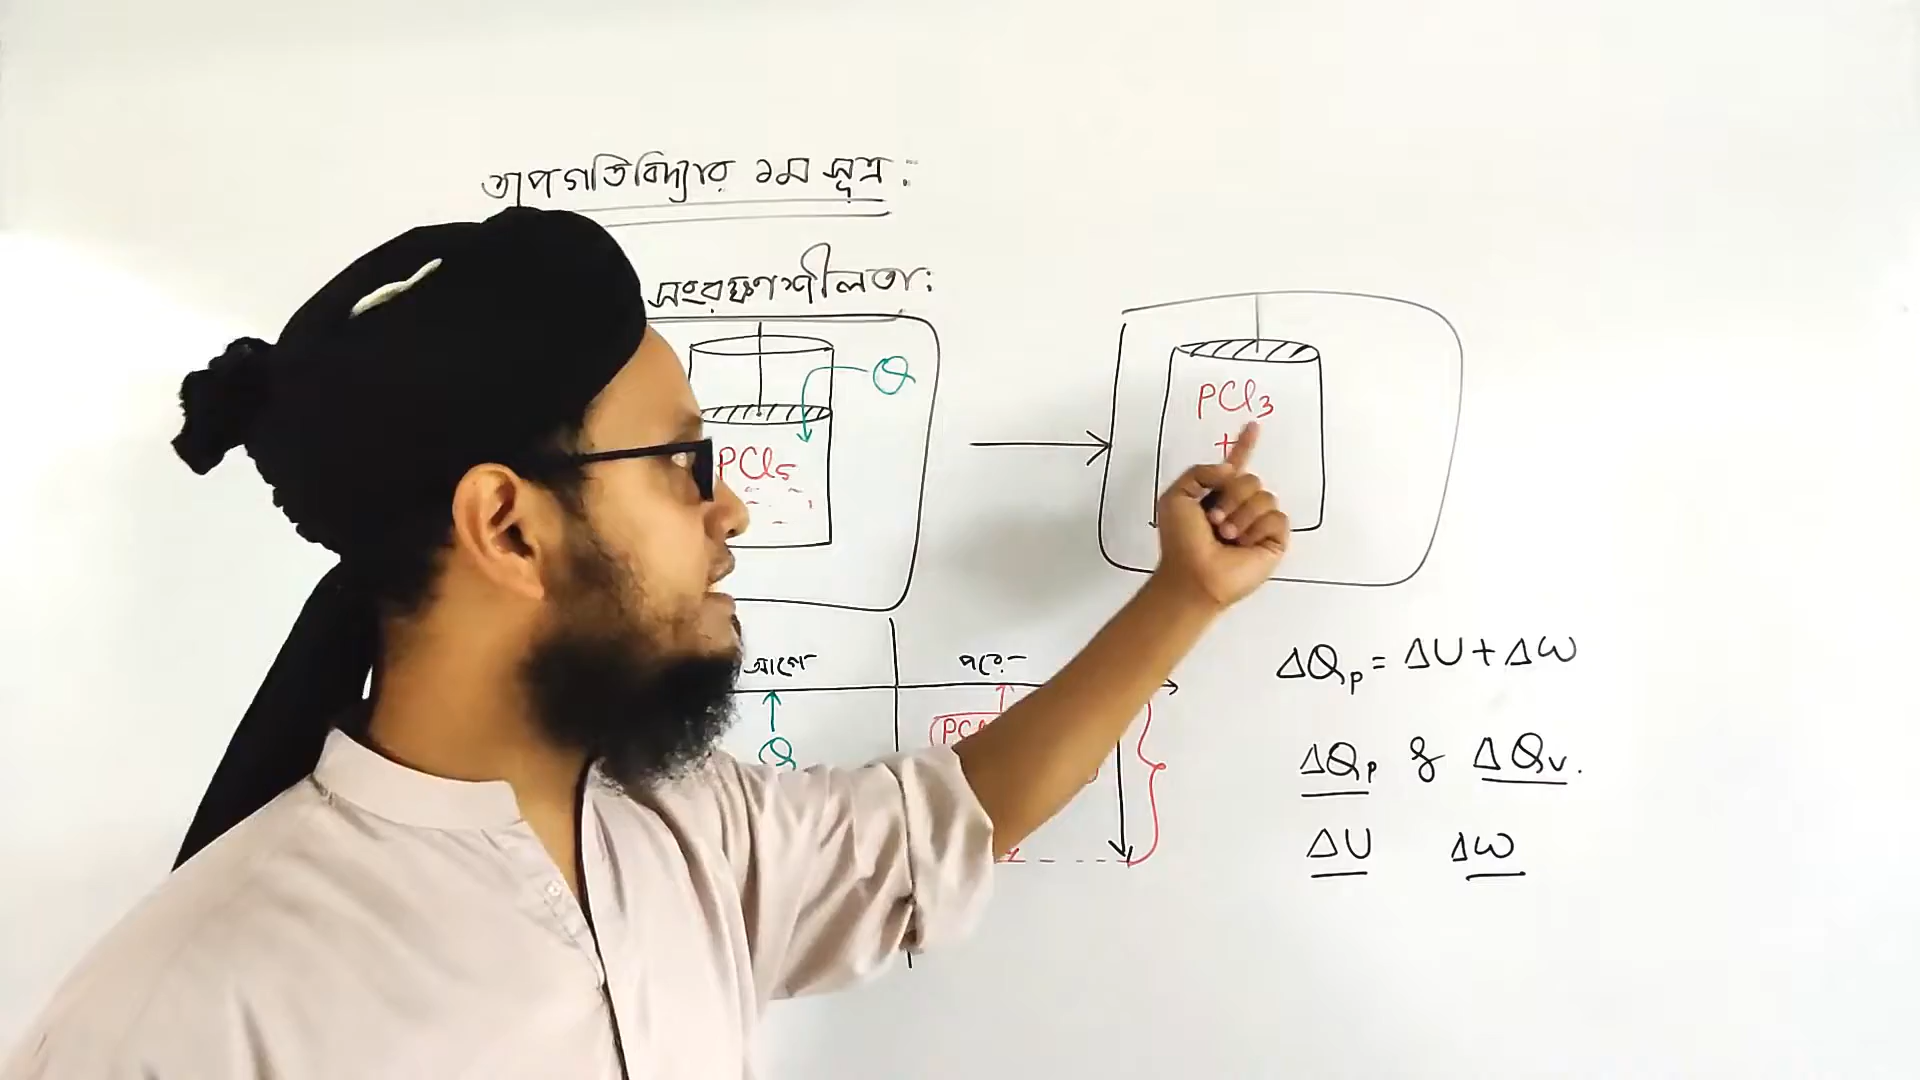 তাপগতিবিদ্যার ১ম সূত্র:
সংরক্ষণশীলতা:
Q
PCl5
PCl3
+
আগে
পরে
Q
ΔQp = ΔU + ΔW
ΔQp & ΔQv.
ΔU ΔW